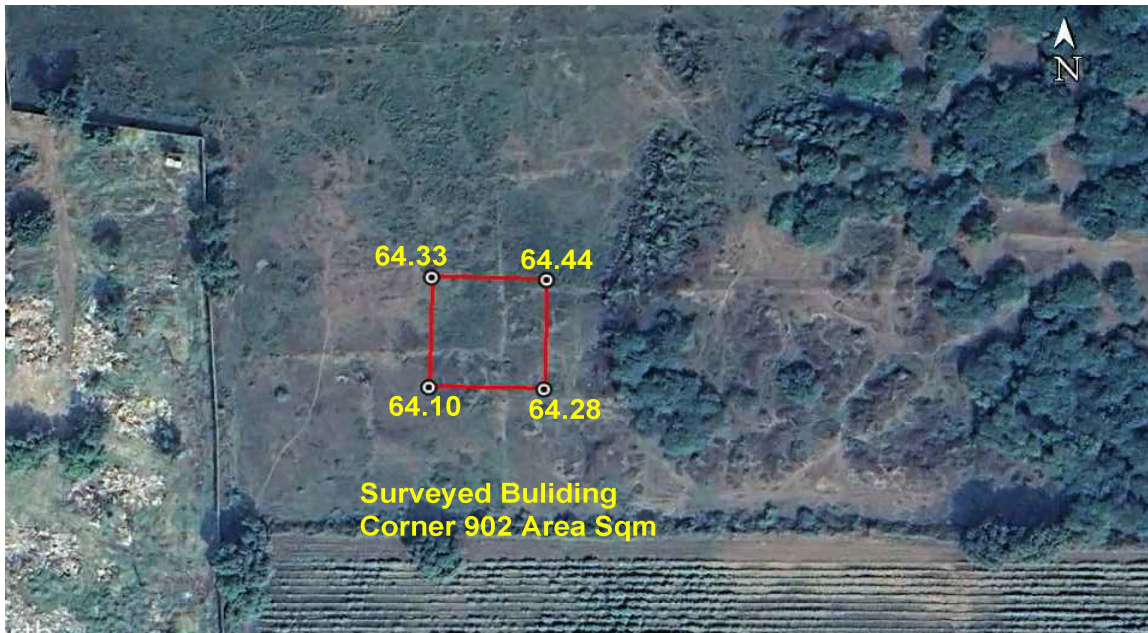 N
64.33
64.44
64.10
64.28
Surveyed Buliding
Corner 902 Area Sqm